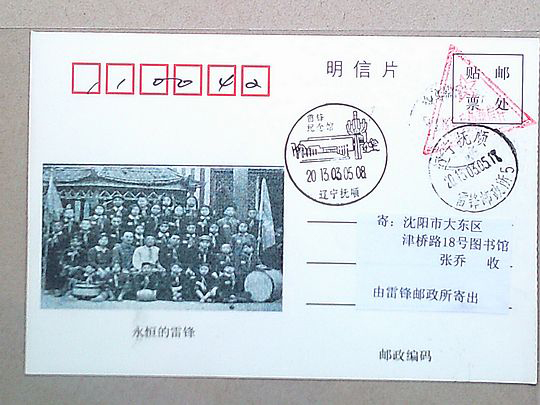 110042
明信片
贴 邮
票 处
雷锋
纪念馆
2013.03.05.08
辽宁抚顺
辽宁抚顺
2013.03.05.18
寄：沈阳市大东区
津桥路18号图书馆
张乔 收
由雷锋邮政所寄出
永恒的雷锋
邮政编码